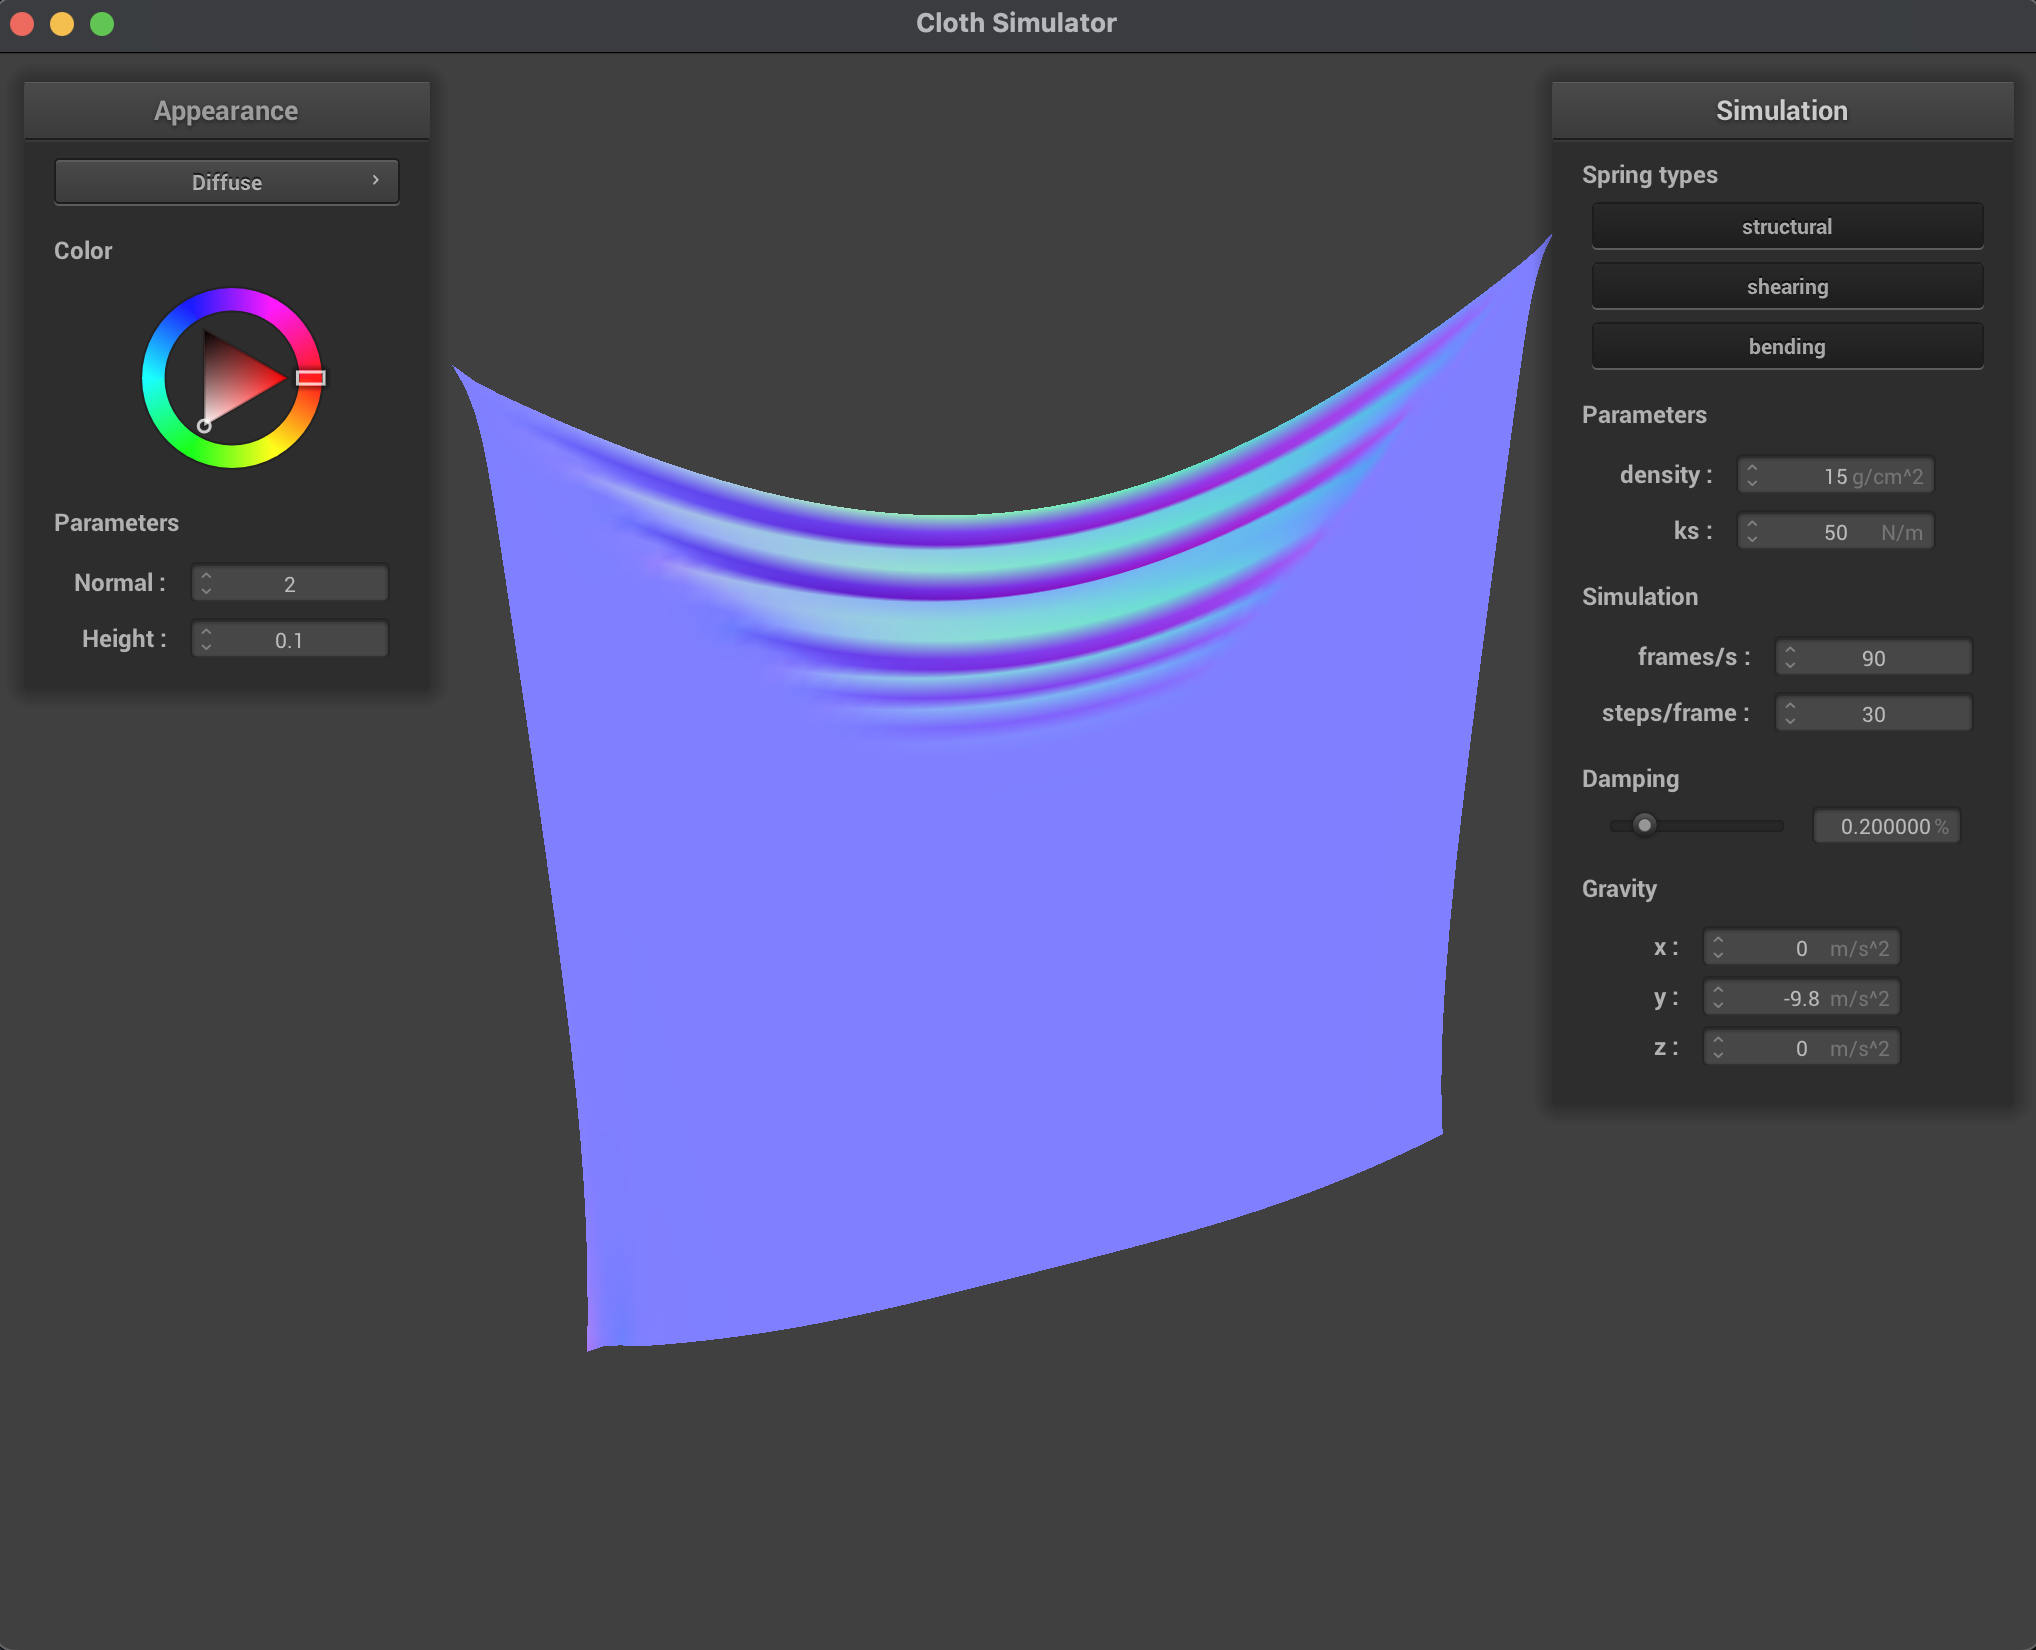 Cloth Simulator
Appearance
Diffuse
Color
Parameters
Normal : 2
Height : 0.1
Simulation
Spring types
structural
shearing
bending
Parameters
density : 15 g/cm^2
ks : 50 N/m
Simulation
frames/s : 90
steps/frame : 30
Damping
0.200000 %
Gravity
x : 0 m/s^2
y : -9.8 m/s^2
z : 0 m/s^2